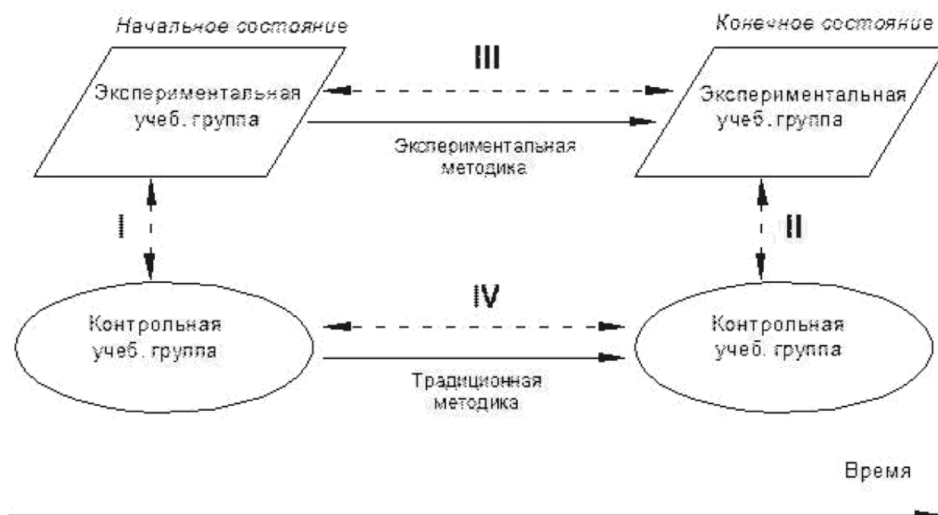 Начальное состояние
Конечное состояние
III
Экспериментальная
учеб. группа
Экспериментальная
учеб. группа
Экспериментальная
методика
I
II
IV
Контрольная
учеб. группа
Контрольная
учеб. группа
Традиционная
методика
Время